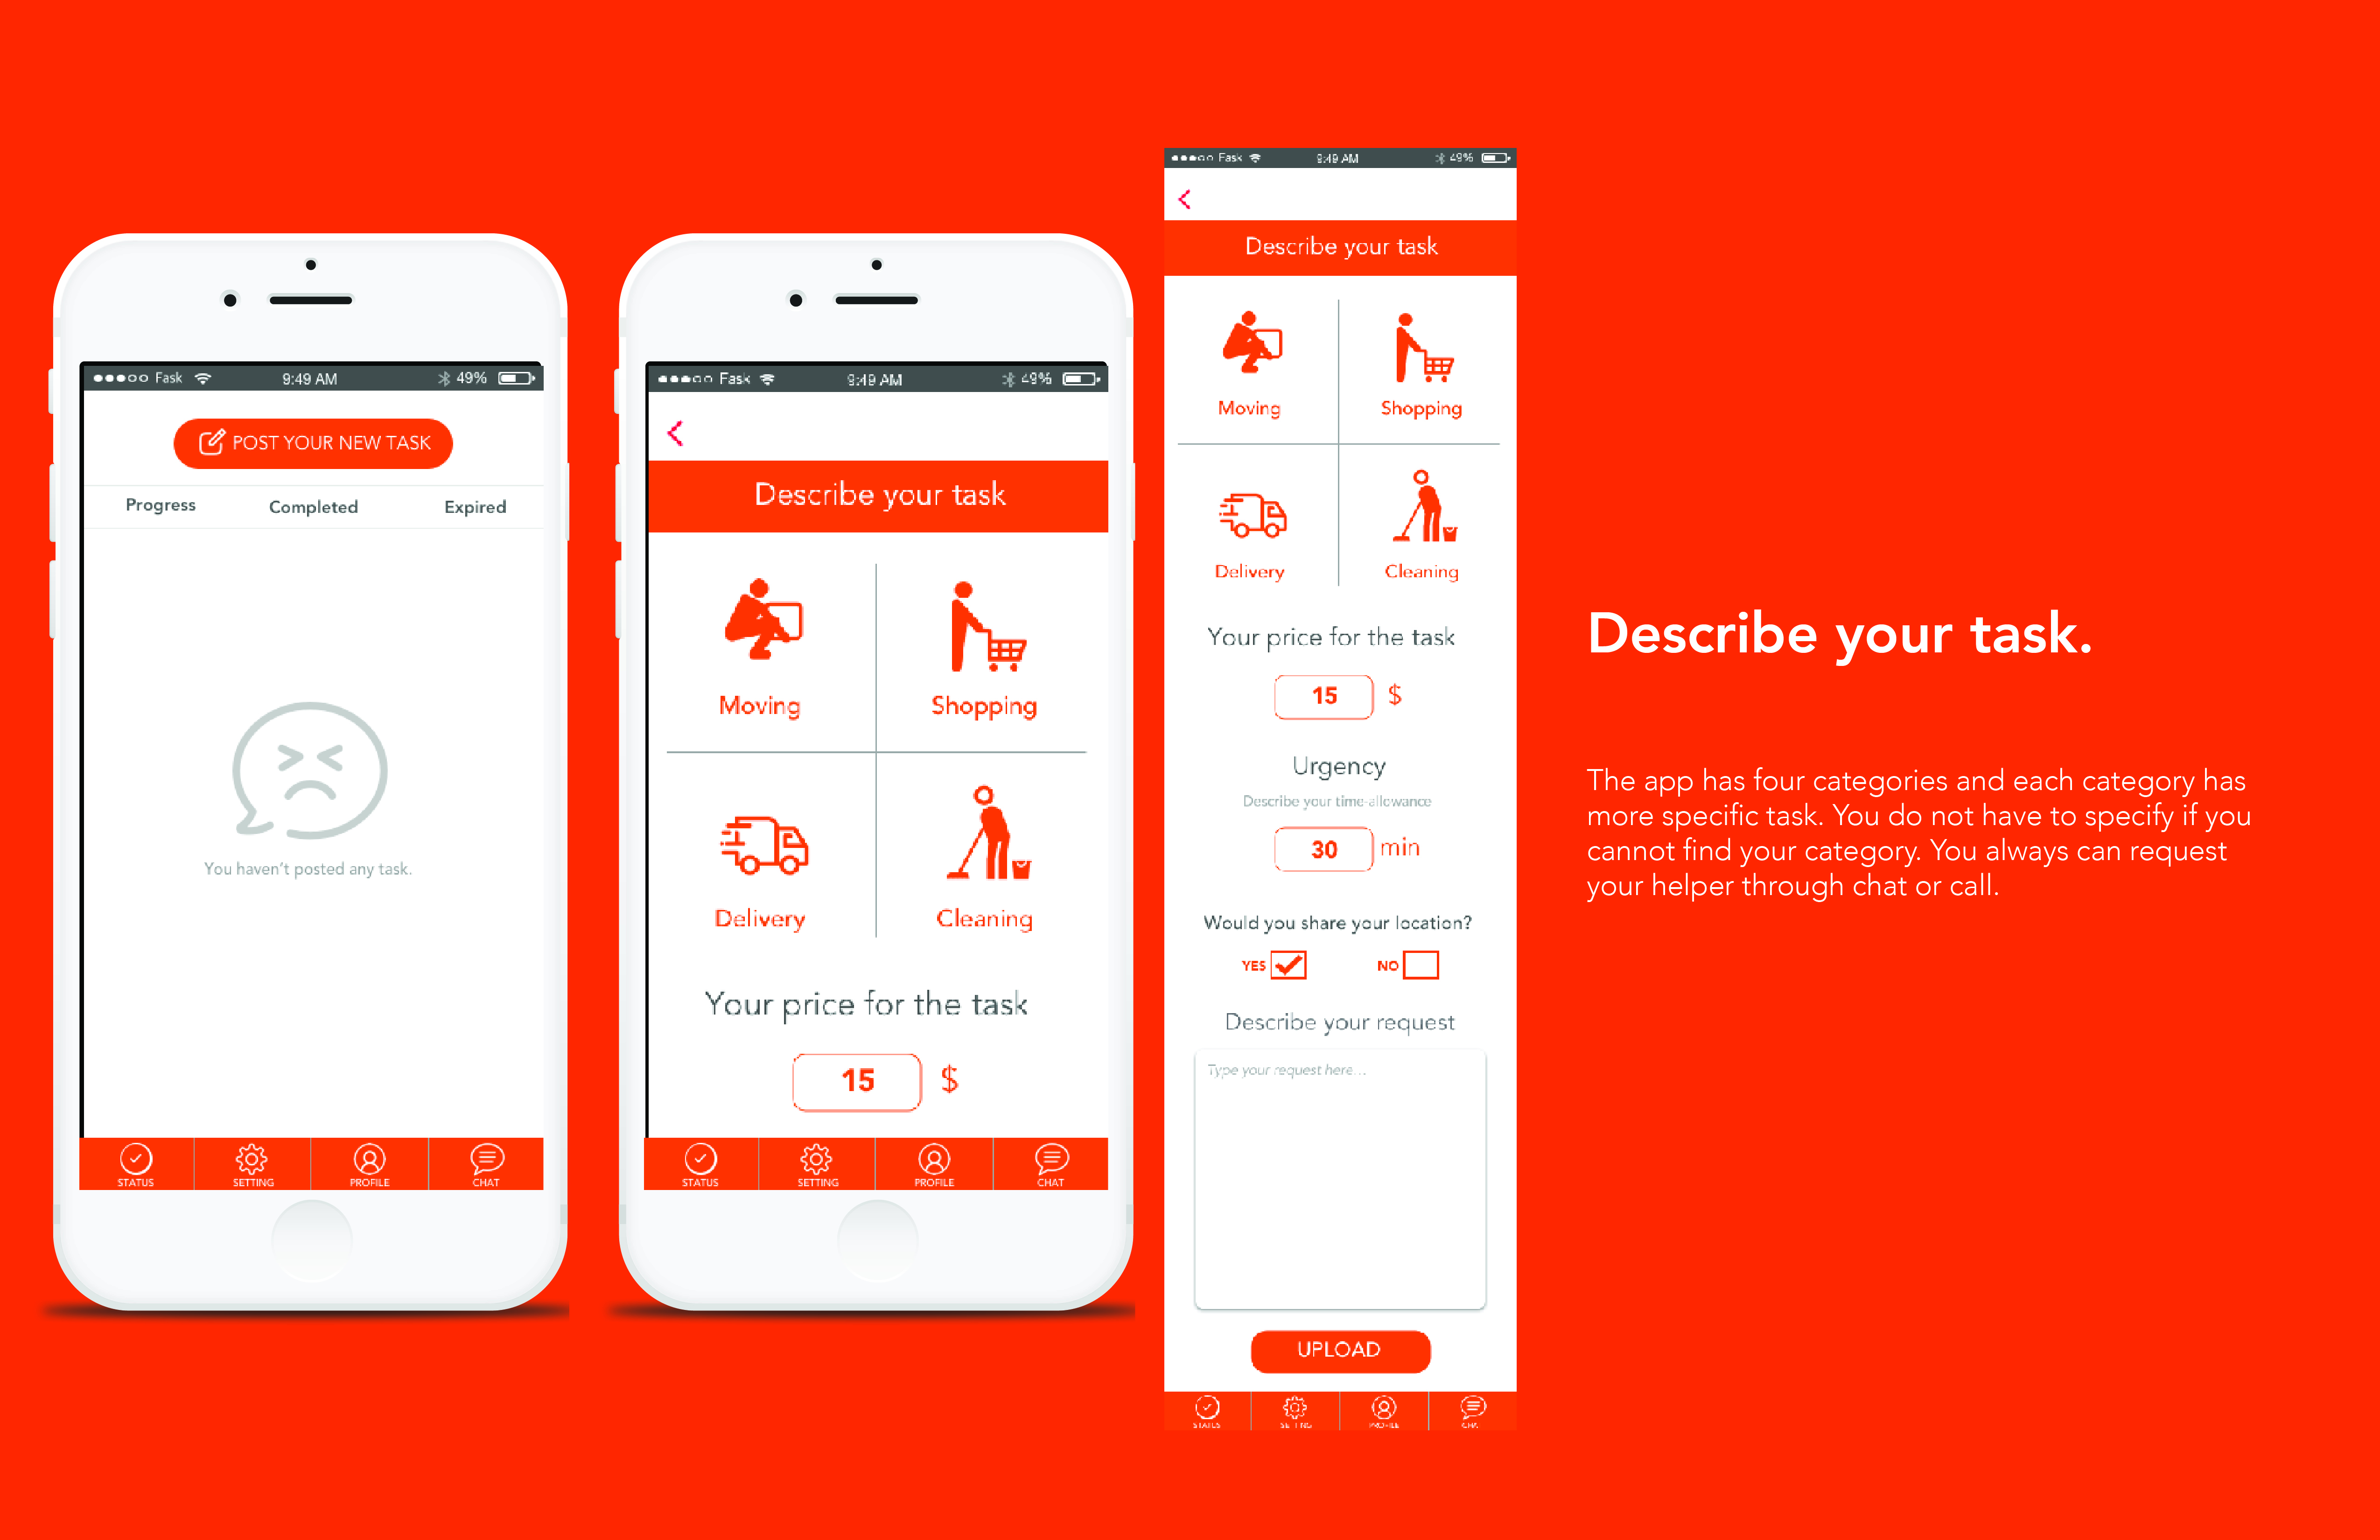 Fask 9:49 AM 49%
POST YOUR NEW TASK
Progress Completed Expired
You haven't posted any task.
STATUS SETTING PROFILE CHAT
Fask 9:49 AM 49%
<
Describe your task
Moving Shopping
Delivery Cleaning
Your price for the task
15 $
STATUS SETTING PROFILE CHAT
Fask 9:49 AM 49%
<
Describe your task
Moving Shopping
Delivery Cleaning
Your price for the task
15 $
Urgency
Describe your time-allowance
30 min
Would you share your location?
YES NO
Describe your request
Type your request here...
UPLOAD
STATUS SETTING PROFILE CHAT
Describe your task.
The app has four categories and each category has
more specific task. You do not have to specify if you
cannot find your category. You always can request
your helper through chat or call.